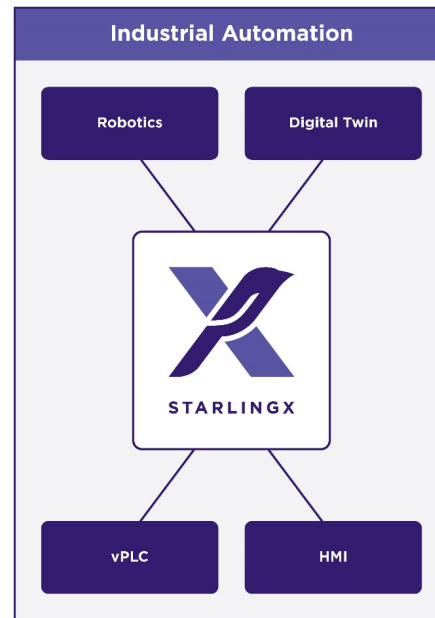 Industrial Automation
Robotics
Digital Twin
STARLINGX
vPLC
HMI